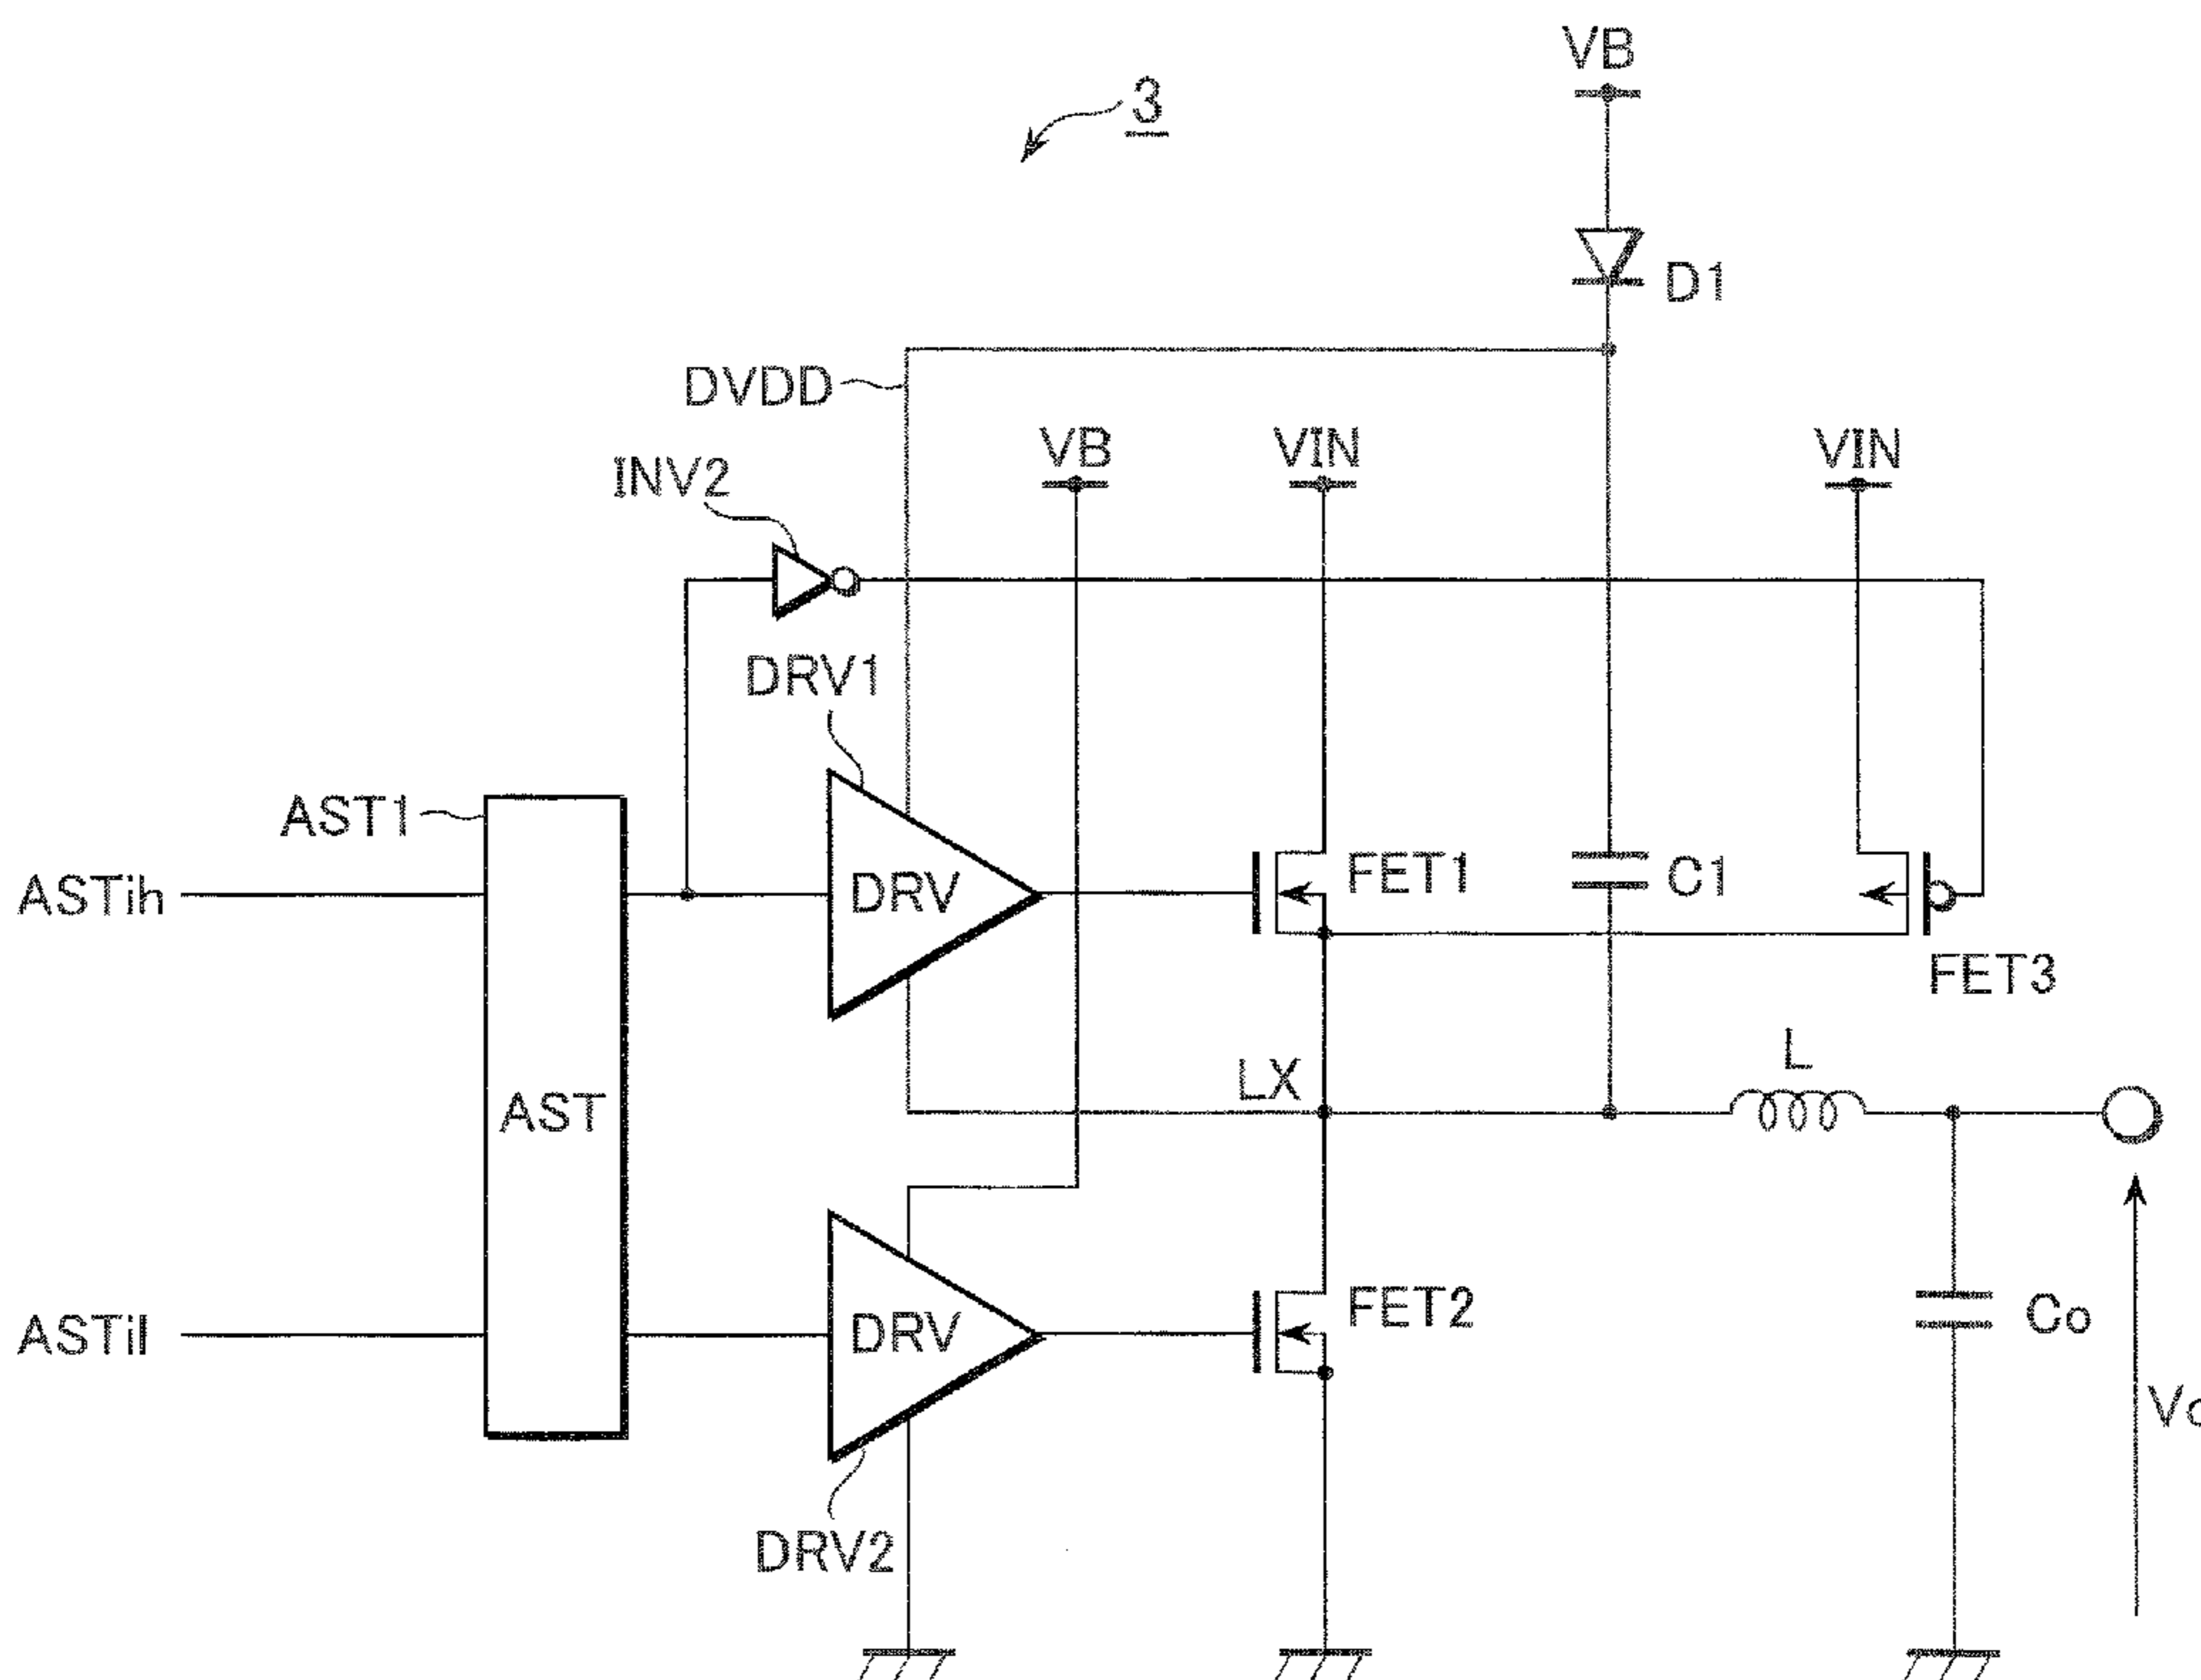 VB
3
D1
DVDD
VB
VIN
VIN
INV2
DRV1
AST1
ASTih
DRV
FET1
C1
FET3
LX
L
AST
ASTil
DRV
FET2
Co
DRV2